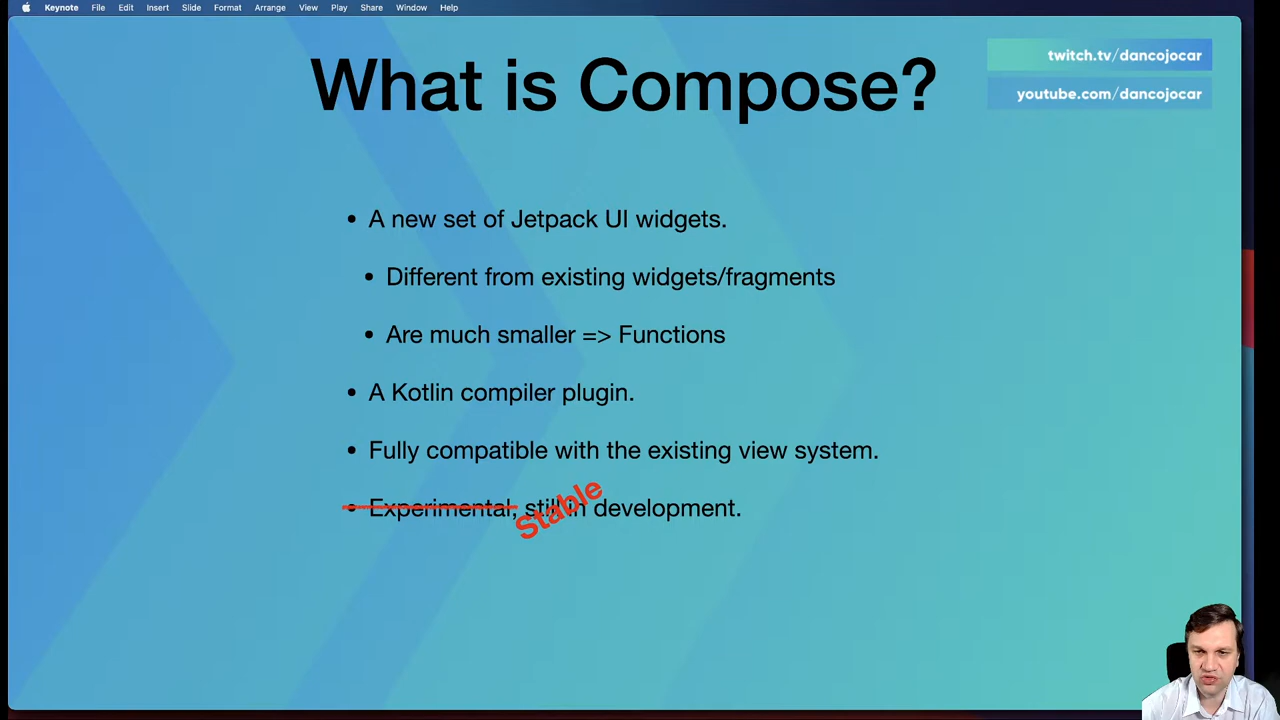 Keynote File Edit Insert Slide Format Arrange View Play Share Window Help
What is Compose?
twitch.tv/dancojocar
youtube.com/dancojocar
• A new set of Jetpack UI widgets.
• Different from existing widgets/fragments
• Are much smaller => Functions
• A Kotlin compiler plugin.
• Fully compatible with the existing view system.
• Experimental, still in development.
Stable